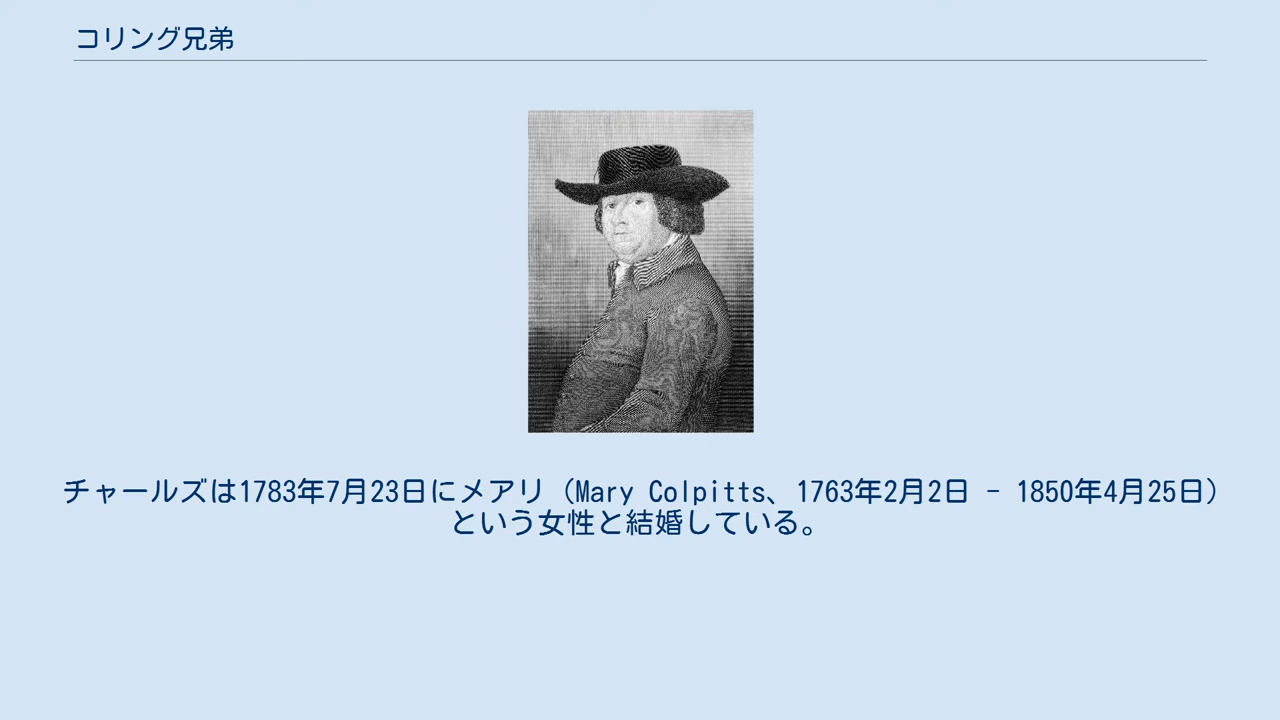 コリング兄弟
チャールズは1783年7月23日にメアリ（Mary Colpitts、1763年2月2日 - 1850年4月25日）
という女性と結婚している。